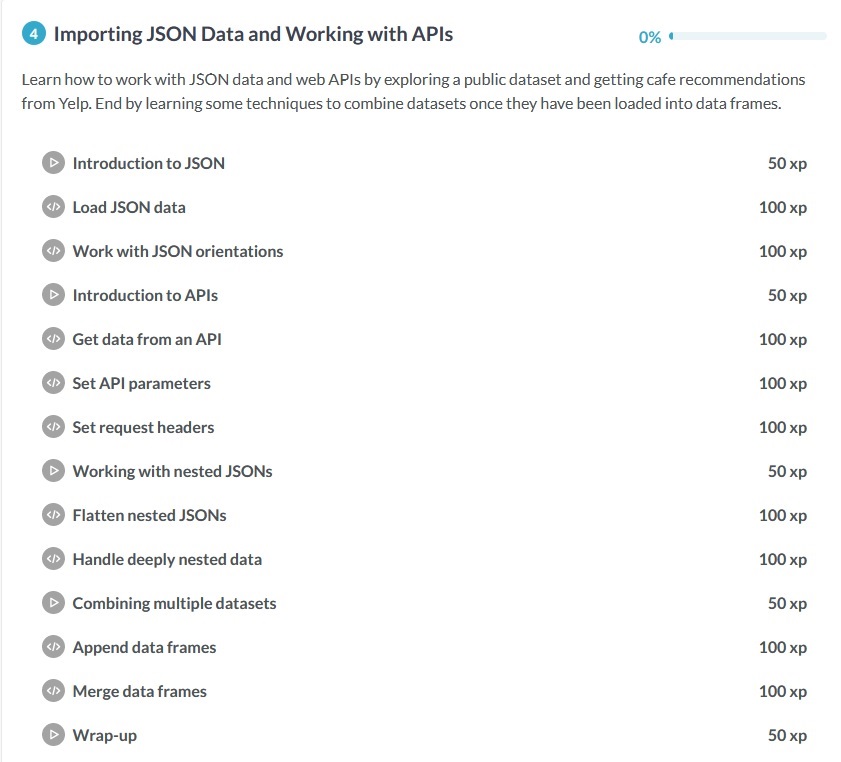 4 Importing JSON Data and Working with APIs 0%
Learn how to work with JSON data and web APIs by exploring a public dataset and getting cafe recommendations
from Yelp. End by learning some techniques to combine datasets once they have been loaded into data frames.
Introduction to JSON 50 xp
</> Load JSON data 100 xp
</> Work with JSON orientations 100 xp
Introduction to APIs 50 xp
</> Get data from an API 100 xp
</> Set API parameters 100 xp
</> Set request headers 100 xp
Working with nested JSONs 50 xp
</> Flatten nested JSONs 100 xp
</> Handle deeply nested data 100 xp
Combining multiple datasets 50 xp
</> Append data frames 100 xp
</> Merge data frames 100 xp
Wrap-up 50 xp